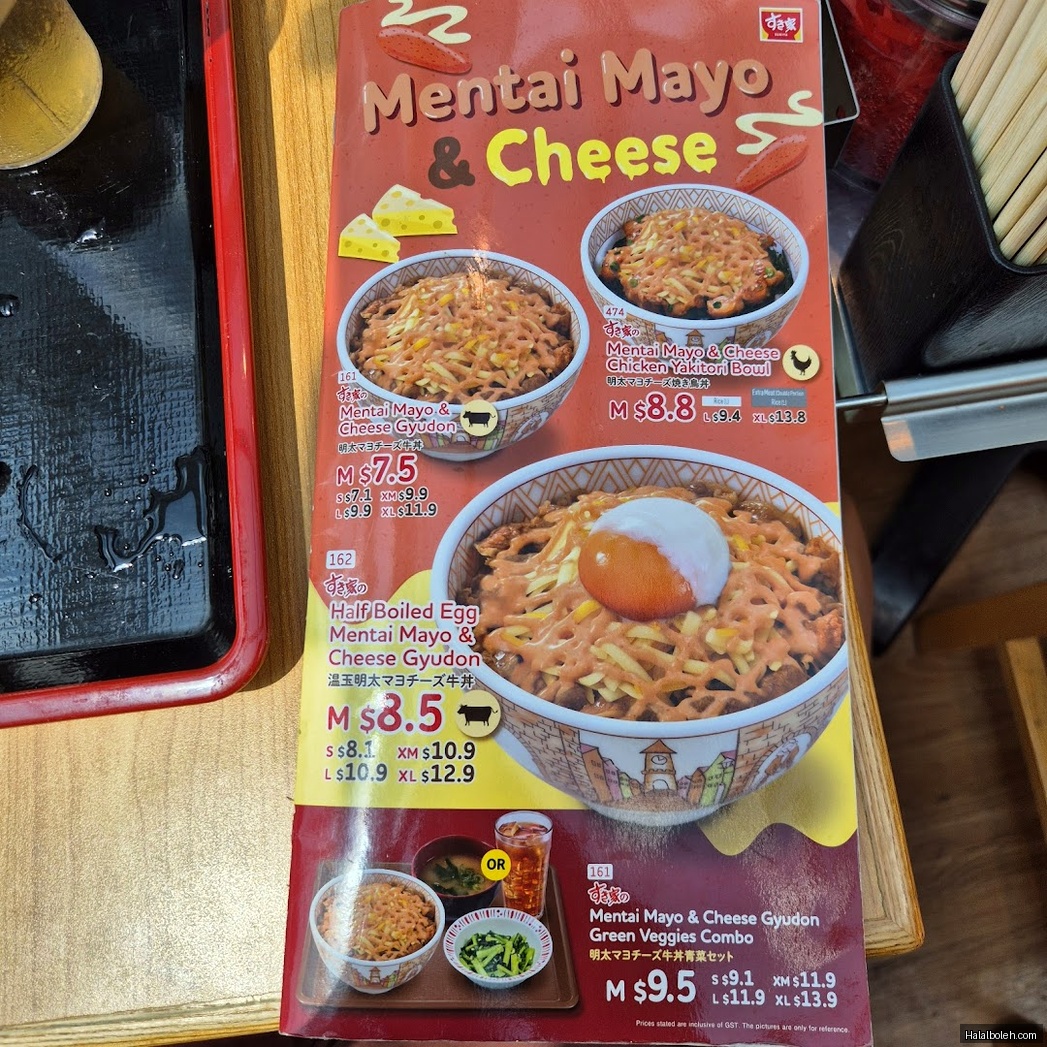 すき家
SUKIYA
Mentai Mayo
& Cheese
474
すき家の
Mentai Mayo & Cheese
Chicken Yakitori Bowl
明太マヨチーズ焼き鳥丼
M $8.8 L $9.4 XL $13.8
161
すき家の
Mentai Mayo &
Cheese Gyudon
明太マヨチーズ牛丼
M $7.5
S $7.1 XM $9.9
L $9.9 XL $11.9
162
すき家の
Half Boiled Egg
Mentai Mayo &
Cheese Gyudon
温玉明太マヨチーズ牛丼
M $8.5
S $8.1 XM $10.9
L $10.9 XL $12.9
OR
161
すき家の
Mentai Mayo & Cheese Gyudon
Green Veggies Combo
明太マヨチーズ牛丼青菜セット
M $9.5
S $9.1 XM $11.9
L $11.9 XL $13.9
Prices stated are inclusive of GST. The pictures are only for reference.
Halalboleh.com